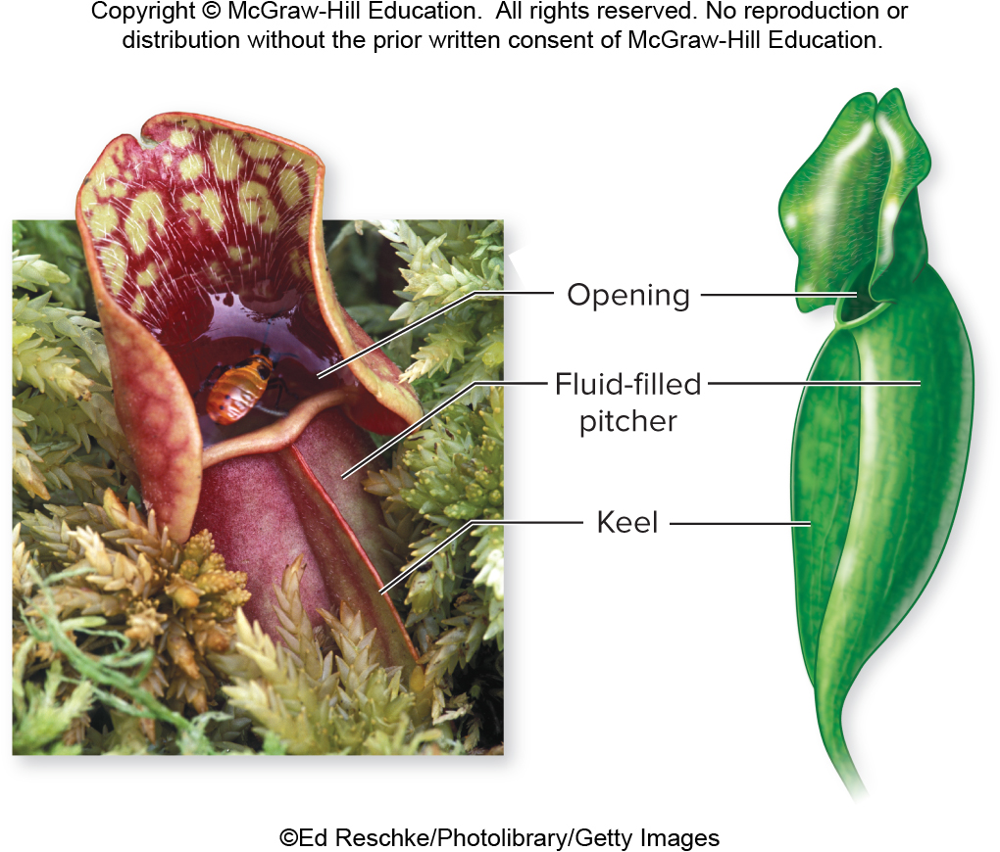 Copyright © McGraw-Hill Education.  All rights reserved. No reproduction or
distribution without the prior written consent of McGraw-Hill Education.
Opening
Fluid-filled
pitcher
Keel
©Ed Reschke/Photolibrary/Getty Images